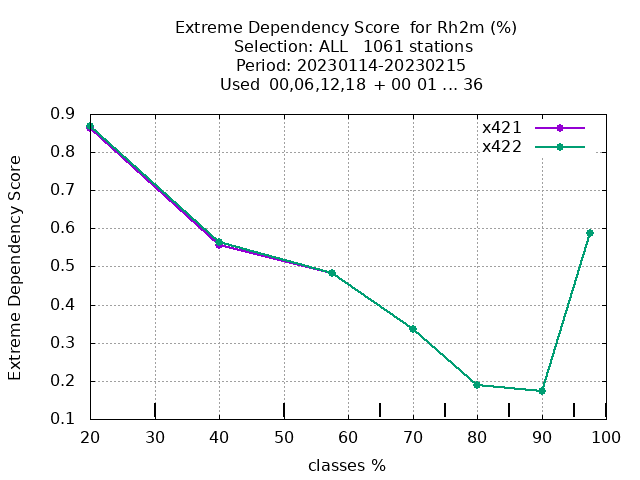 Extreme Dependency Score  for Rh2m (%)
Selection: ALL   1061 stations
Period: 20230114-20230215
Used  00,06,12,18  + 00 01 ... 36
x421
x422
Extreme Dependency Score
0.9
0.8
0.7
0.6
0.5
0.4
0.3
0.2
0.1
20 30 40 50 60 70 80 90 100
classes %